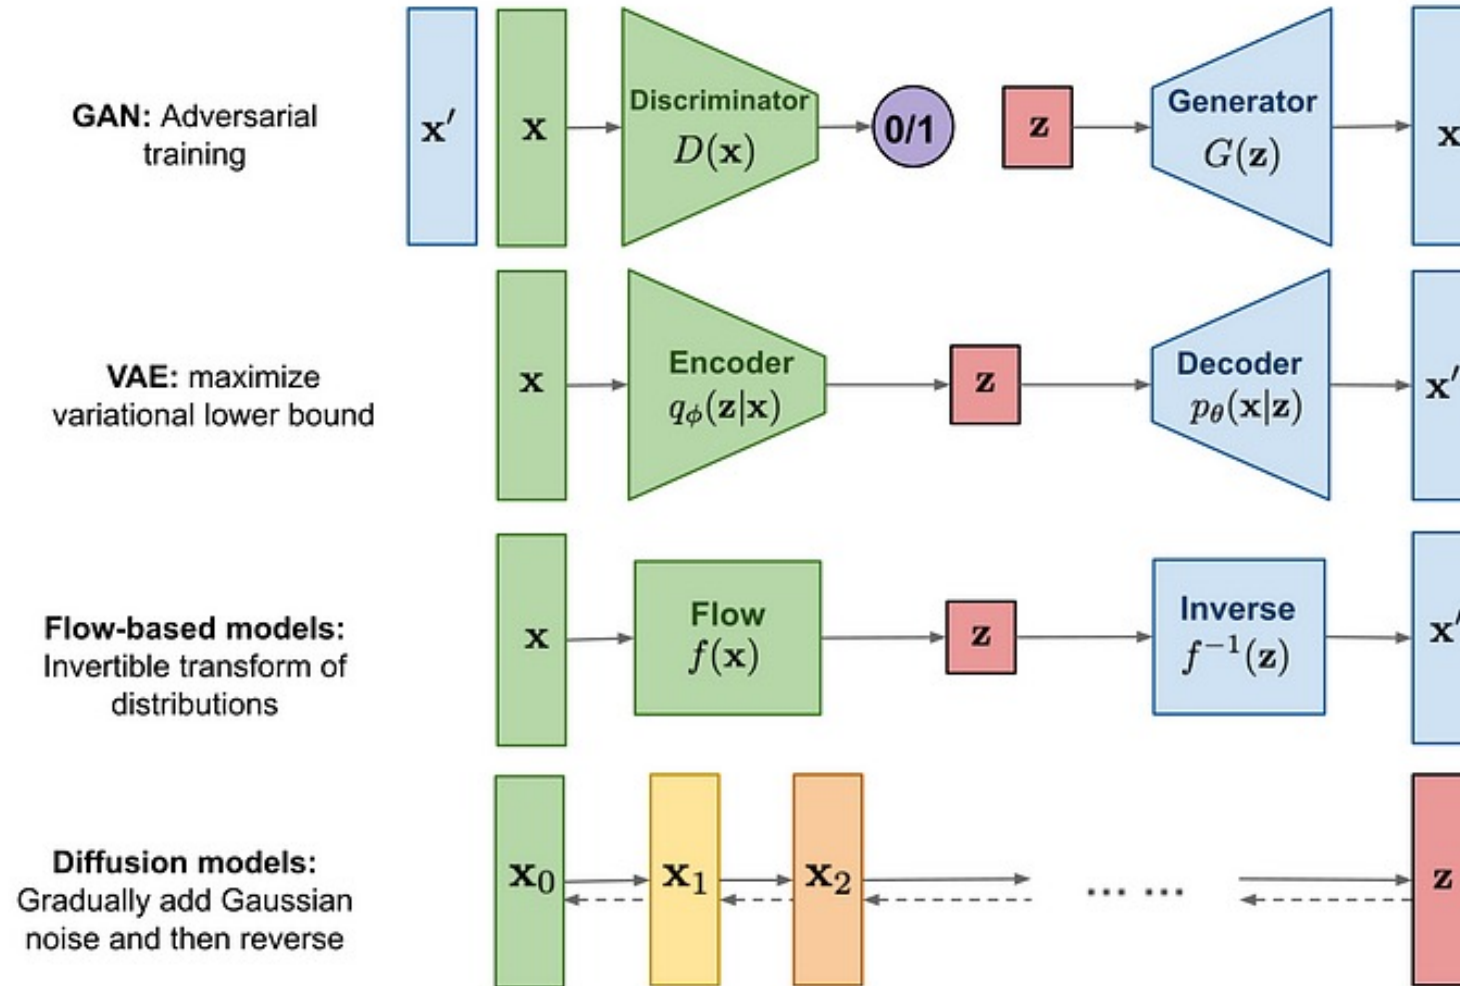 GAN: Adversarial
training
x′
x
Discriminator
D(x)
0/1
z
Generator
G(z)
x
VAE: maximize
variational lower bound
x
Encoder
qϕ(z|x)
z
Decoder
pθ(x|z)
x′
Flow-based models:
Invertible transform of
distributions
x
Flow
f(x)
z
Inverse
f⁻¹(z)
x′
Diffusion models:
Gradually add Gaussian
noise and then reverse
x₀
x₁
x₂
... ...
z